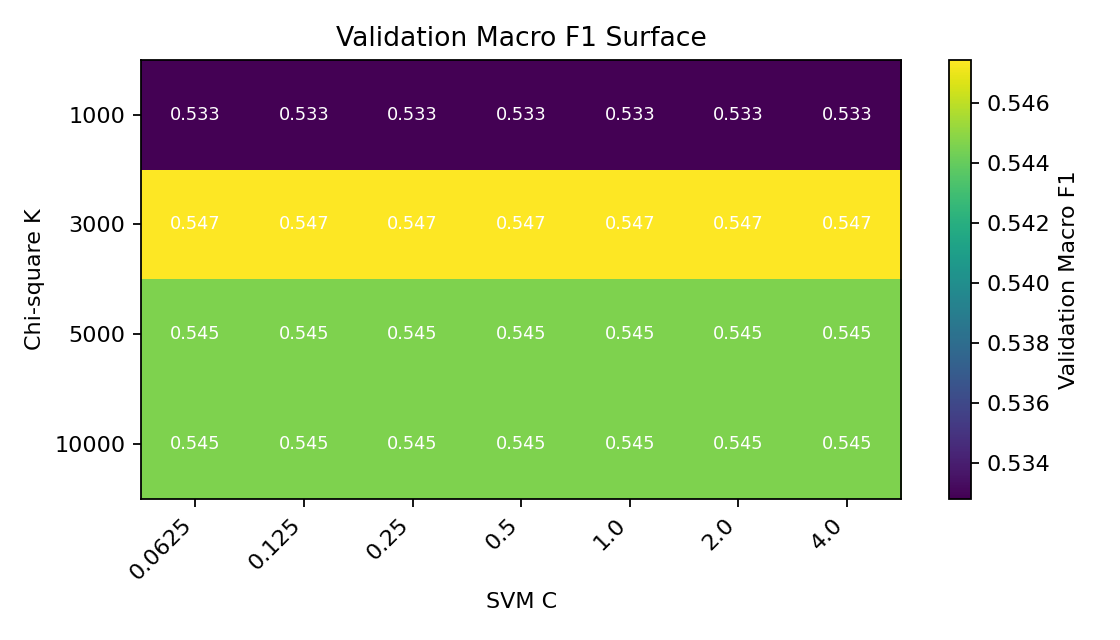 Validation Macro F1 Surface
Chi-square K
1000 0.533 0.533 0.533 0.533 0.533 0.533 0.533
3000 0.547 0.547 0.547 0.547 0.547 0.547 0.547
5000 0.545 0.545 0.545 0.545 0.545 0.545 0.545
10000 0.545 0.545 0.545 0.545 0.545 0.545 0.545
0.0625 0.125 0.25 0.5 1.0 2.0 4.0
SVM C
0.546
0.544
0.542
0.540
0.538
0.536
0.534
Validation Macro F1